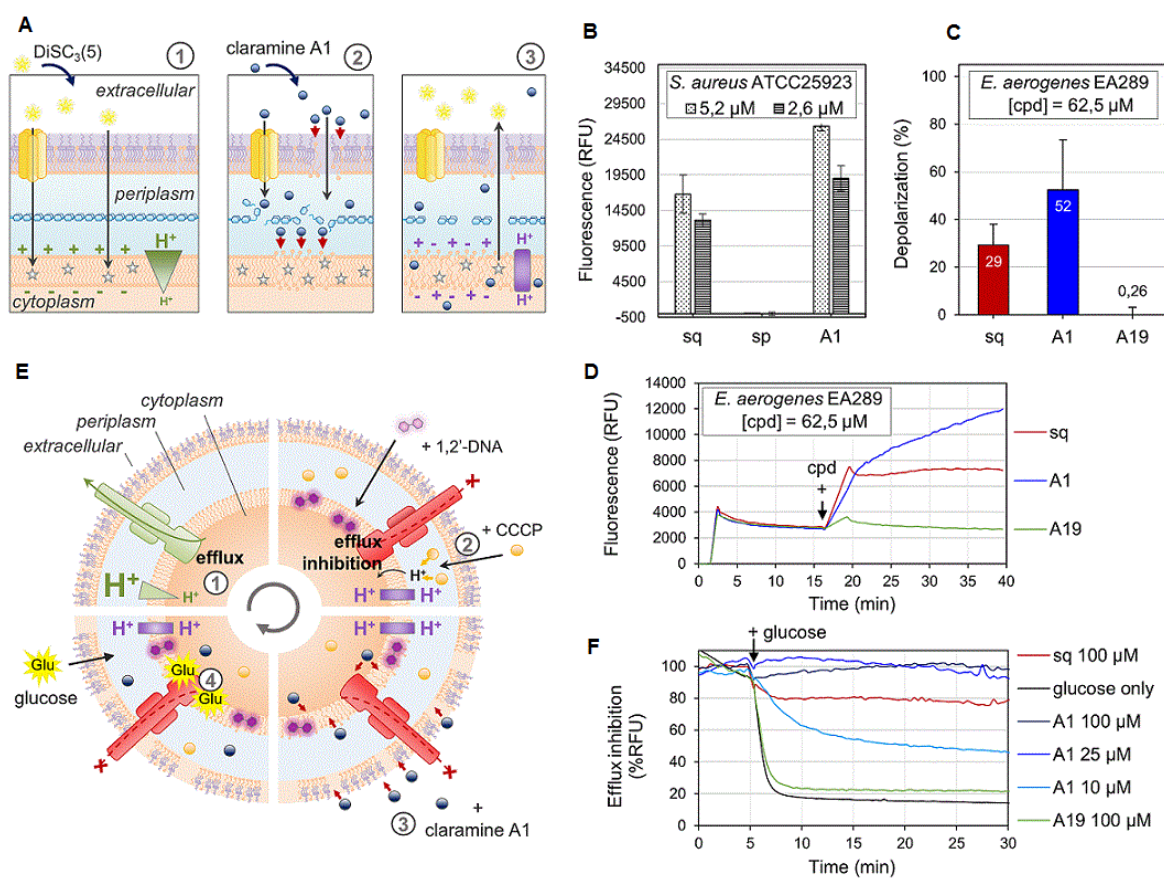 A
DiSC₃(5)
1
extracellular
periplasm
+ + + + + +
H⁺
- - - - - -
H⁺
cytoplasm
claramine A1
2
3
+ - + - + +
H⁺
- + - + - +
H⁺
B
Fluorescence (RFU)
34500
29500
24500
19500
14500
9500
4500
-500
S. aureus ATCC25923
5,2 µM
2,6 µM
sq
sp
A1
C
Depolarization (%)
100
80
60
40
20
0
E. aerogenes EA289
[cpd] = 62,5 µM
29
52
0,26
sq
A1
A19
E
cytoplasm
periplasm
extracellular
+ 1,2'-DNA
efflux
1
H⁺
H⁺
efflux
inhibition
2
+ CCCP
H⁺
H⁺
H⁺
H⁺
H⁺
Glu
glucose
Glu
4
Glu
H⁺
H⁺
3
+
claramine A1
D
Fluorescence (RFU)
14000
12000
10000
8000
6000
4000
2000
0
E. aerogenes EA289
[cpd] = 62,5 µM
cpd
+
0
5
10
15
20
25
30
35
40
Time (min)
sq
A1
A19
F
Efflux inhibition
(%RFU)
100
80
60
40
20
0
+ glucose
0
5
10
15
20
25
30
Time (min)
sq 100 µM
glucose only
A1 100 µM
A1 25 µM
A1 10 µM
A19 100 µM